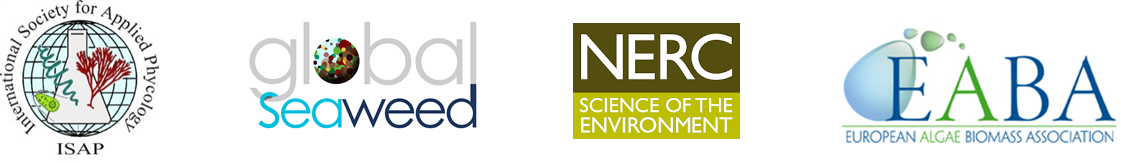 International Society for Applied Phycology
ISAP
global
Seaweed
NERC
SCIENCE OF THE
ENVIRONMENT
EABA
EUROPEAN ALGAE BIOMASS ASSOCIATION